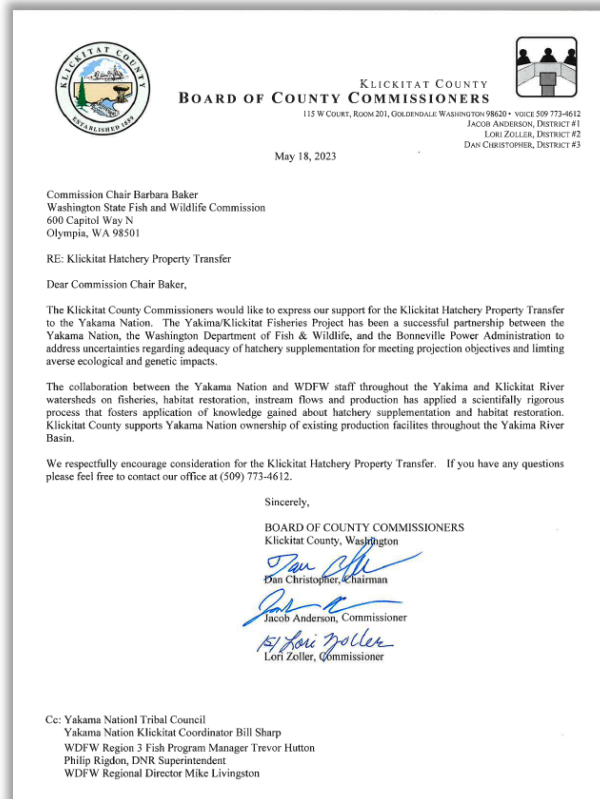 KLICKITAT COUNTY
ESTABLISHED 1859
KLICKITAT COUNTY
BOARD OF COUNTY COMMISSIONERS
115 W COURT, ROOM 201, GOLDENDALE WASHINGTON 98620 • VOICE 509 773-4612
JACOB ANDERSON, DISTRICT #1
LORI ZOLLER, DISTRICT #2
DAN CHRISTOPHER, DISTRICT #3
May 18, 2023
Commission Chair Barbara Baker
Washington State Fish and Wildlife Commission
600 Capitol Way N
Olympia, WA 98501
RE: Klickitat Hatchery Property Transfer
Dear Commission Chair Baker,
The Klickitat County Commissioners would like to express our support for the Klickitat Hatchery Property Transfer
to the Yakama Nation. The Yakima/Klickitat Fisheries Project has been a successful partnership between the
Yakama Nation, the Washington Department of Fish & Wildlife, and the Bonneville Power Administration to
address uncertainties regarding adequacy of hatchery supplementation for meeting projection objectives and limting
averse ecological and genetic impacts.
The collaboration between the Yakama Nation and WDFW staff throughout the Yakima and Klickitat River
watersheds on fisheries, habitat restoration, instream flows and production has applied a scientifally rigorous
process that fosters application of knowledge gained about hatchery supplementation and habitat restoration.
Klickitat County supports Yakama Nation ownership of existing production facilites throughout the Yakima River
Basin.
We respectfully encourage consideration for the Klickitat Hatchery Property Transfer. If you have any questions
please feel free to contact our office at (509) 773-4612.
Sincerely,
BOARD OF COUNTY COMMISSIONERS
Klickitat County, Washington
Dan Christopher, Chairman
Jacob Anderson, Commissioner
/s/ Lori Zoller
Lori Zoller, Commissioner
Cc: Yakama Nationl Tribal Council
Yakama Nation Klickitat Coordinator Bill Sharp
WDFW Region 3 Fish Program Manager Trevor Hutton
Philip Rigdon, DNR Superintendent
WDFW Regional Director Mike Livingston